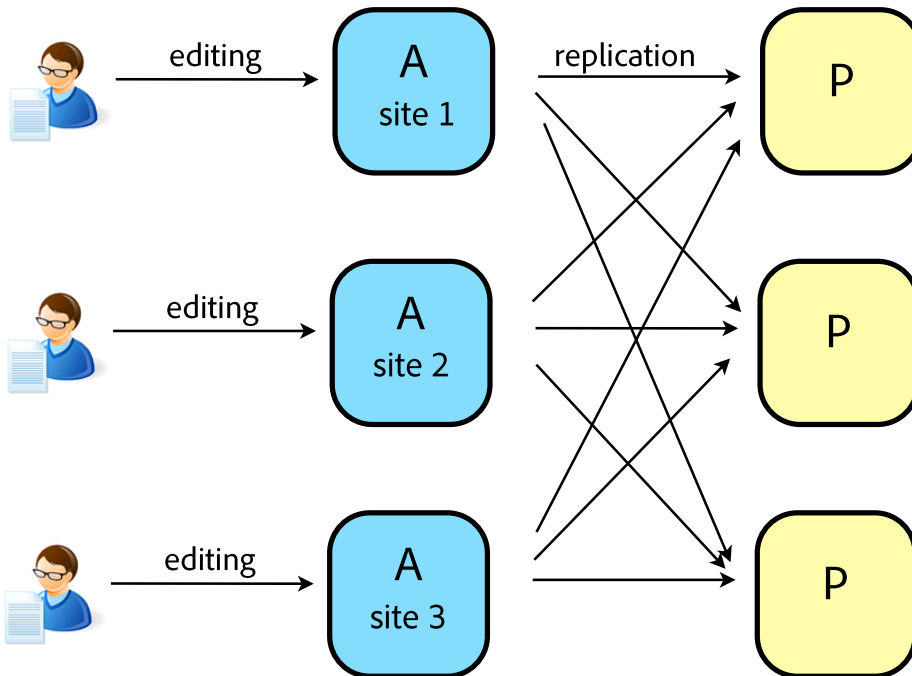 editing
A
site 1
replication
P
editing
A
site 2
P
editing
A
site 3
P